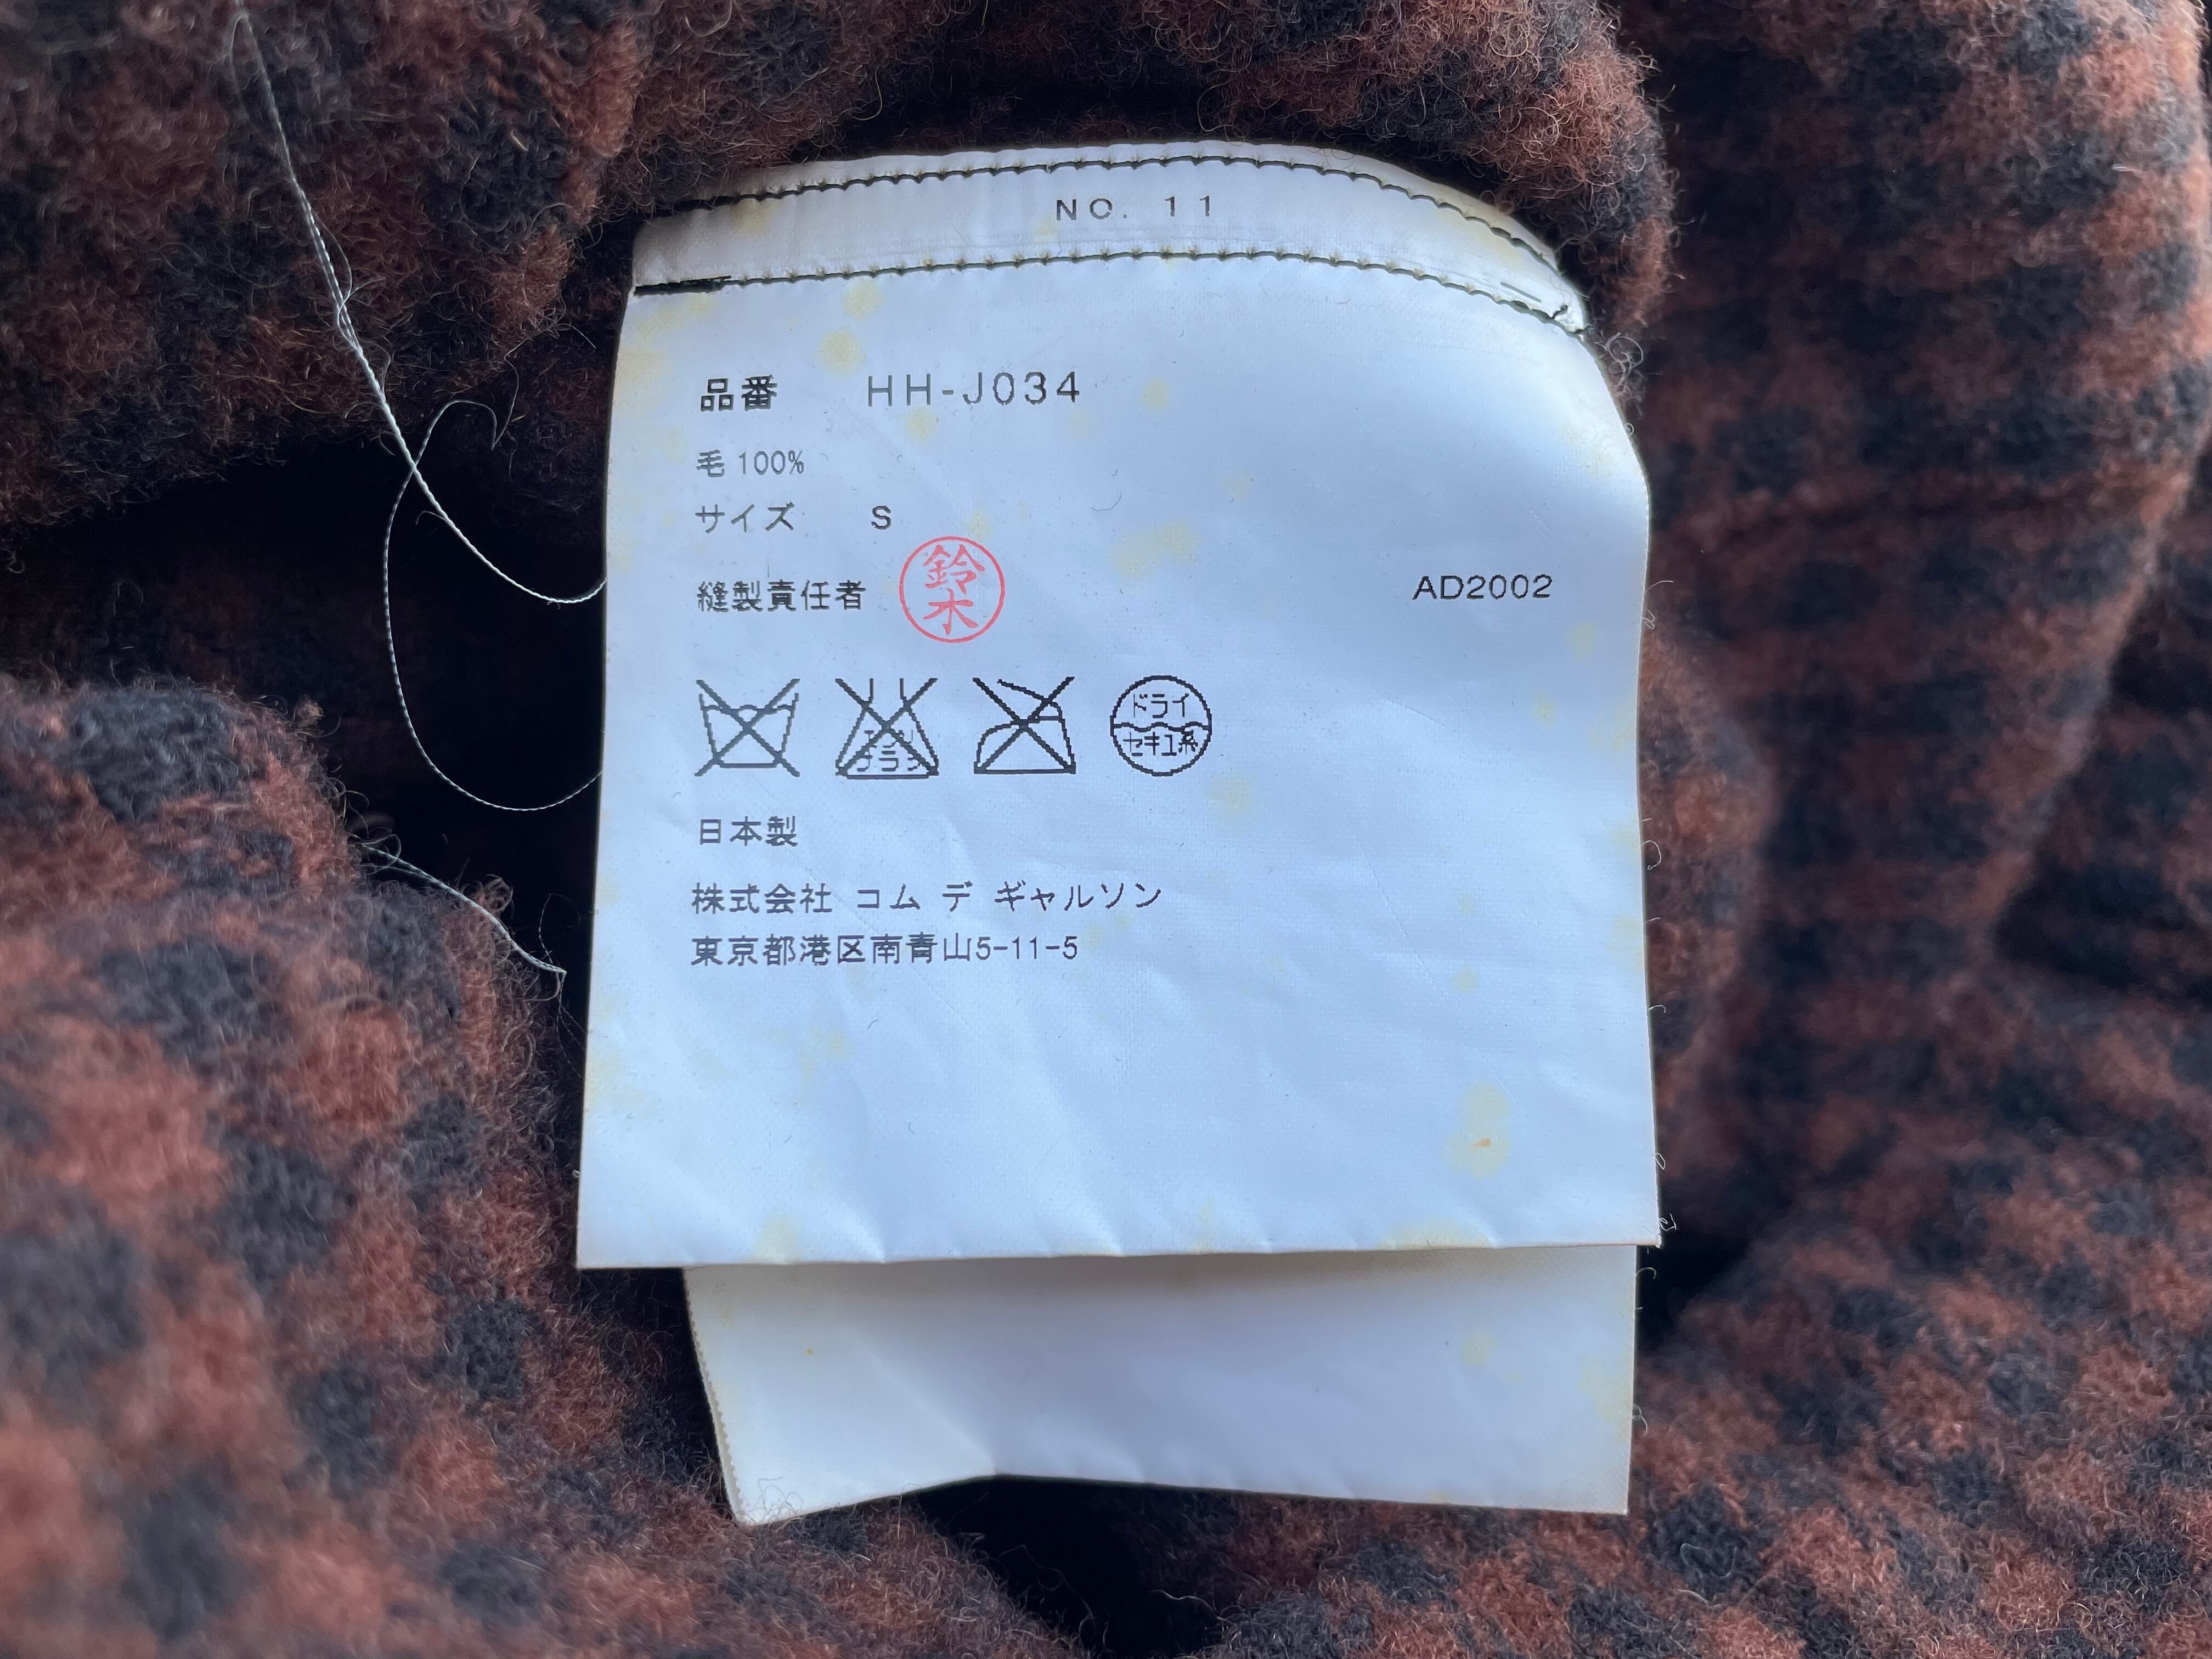 NO. 11
品番 HH-J034
毛 100%
サイズ S
縫製責任者 鈴木
AD2002
ドライ
セキユ系
日本製
株式会社 コム デ ギャルソン
東京都港区南青山5-11-5